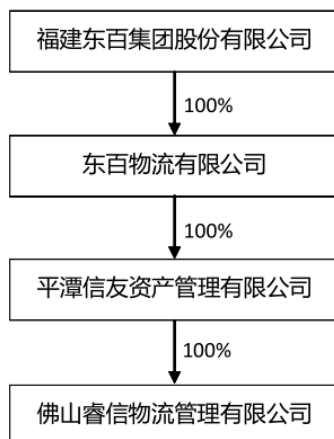 福建东百集团股份有限公司
100%
东百物流有限公司
100%
平潭信友资产管理有限公司
100%
佛山睿信物流管理有限公司